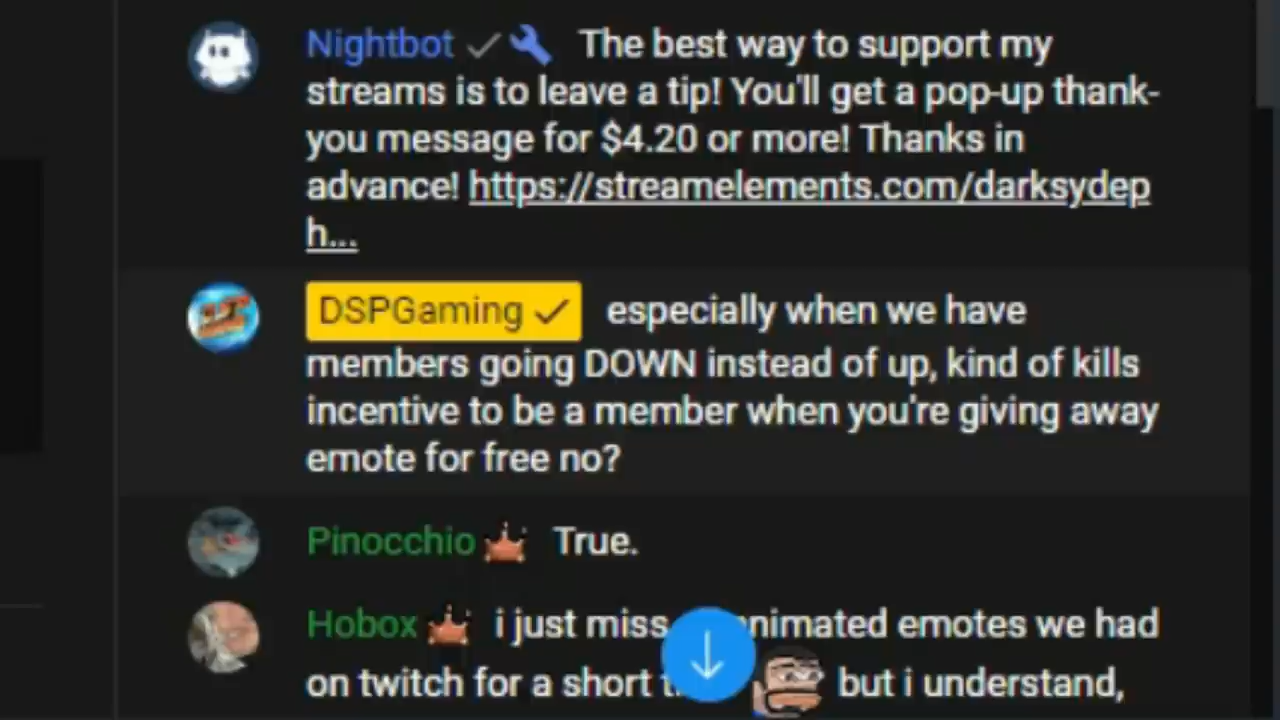 Nightbot The best way to support my
streams is to leave a tip! You'll get a pop-up thank-
you message for $4.20 or more! Thanks in
advance! https://streamelements.com/darksydep
h...
DSPGaming especially when we have
members going DOWN instead of up, kind of kills
incentive to be a member when you're giving away
emote for free no?
Pinocchio True.
Hobox i just miss animated emotes we had
on twitch for a short but i understand,